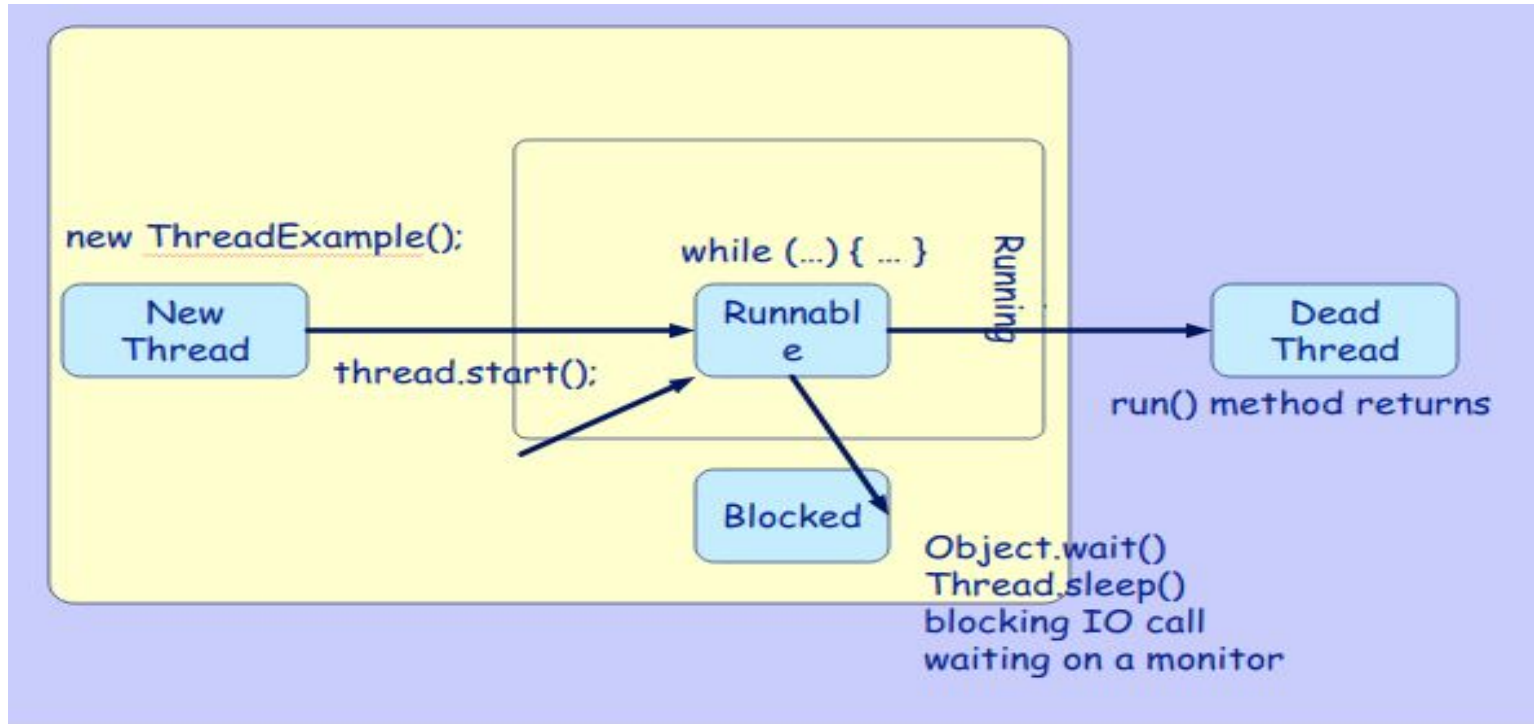 new ThreadExample();
while (...) { ... }
Running
New
Thread
Runnabl
e
Dead
Thread
thread.start();
run() method returns
Blocked
Object.wait()
Thread.sleep()
blocking IO call
waiting on a monitor